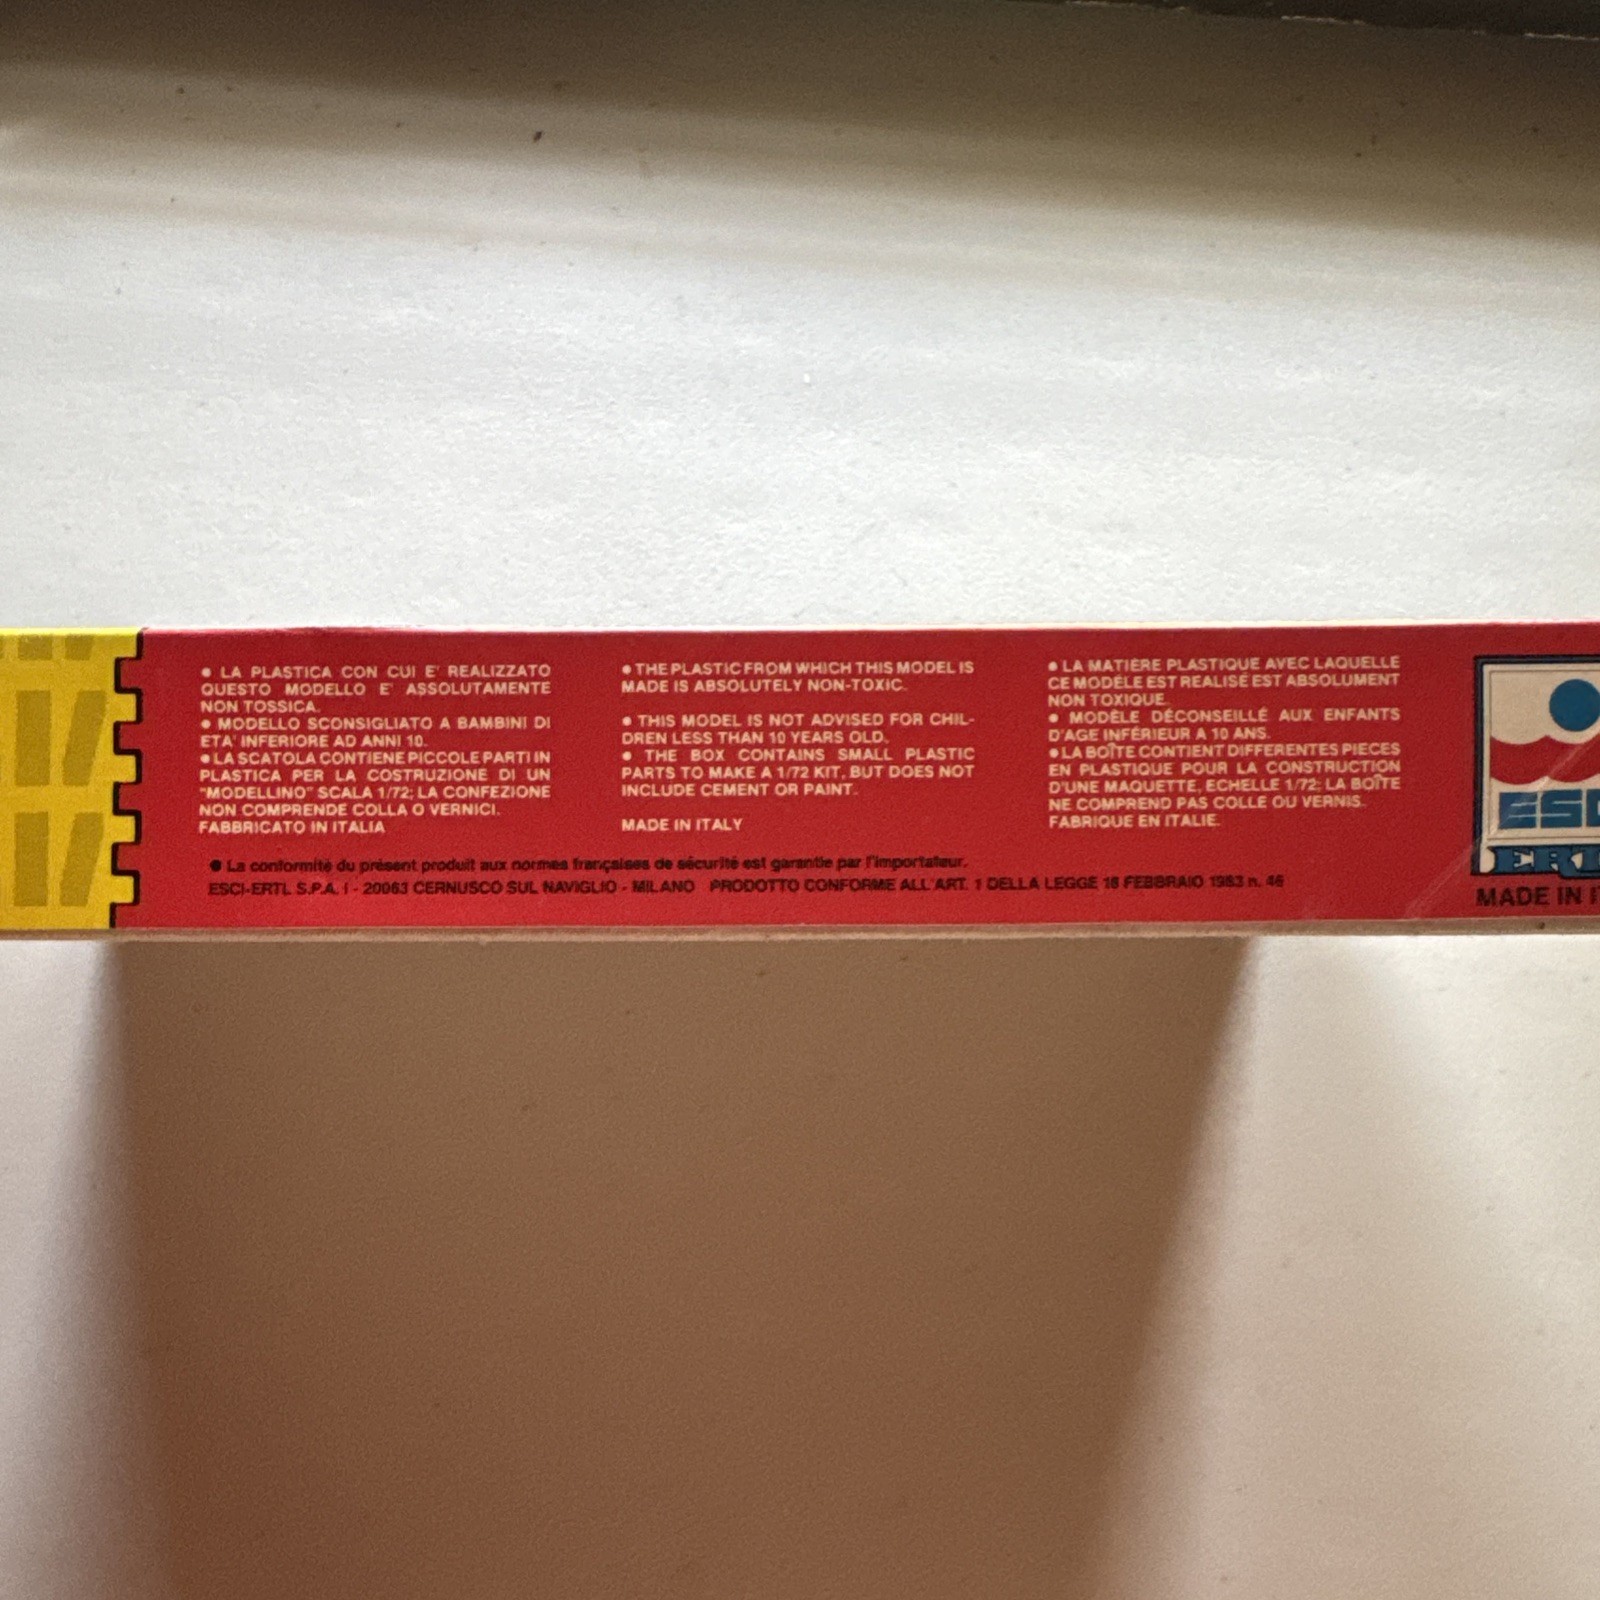 ● LA PLASTICA CON CUI E' REALIZZATO
QUESTO MODELLO E' ASSOLUTAMENTE
NON TOSSICA.
● MODELLO SCONSIGLIATO A BAMBINI DI
ETA' INFERIORE AD ANNI 10.
● LA SCATOLA CONTIENE PICCOLE PARTI IN
PLASTICA PER LA COSTRUZIONE DI UN
"MODELLINO" SCALA 1/72; LA CONFEZIONE
NON COMPRENDE COLLA O VERNICI.
FABBRICATO IN ITALIA
● THE PLASTIC FROM WHICH THIS MODEL IS
MADE IS ABSOLUTELY NON-TOXIC.
● THIS MODEL IS NOT ADVISED FOR CHIL-
DREN LESS THAN 10 YEARS OLD.
● THE BOX CONTAINS SMALL PLASTIC
PARTS TO MAKE A 1/72 KIT, BUT DOES NOT
INCLUDE CEMENT OR PAINT.
MADE IN ITALY
● LA MATIÈRE PLASTIQUE AVEC LAQUELLE
CE MODÈLE EST REALISÉ EST ABSOLUMENT
NON TOXIQUE.
● MODÈLE DÉCONSEILLÉ AUX ENFANTS
D'AGE INFÉRIEUR A 10 ANS.
● LA BOÎTE CONTIENT DIFFERENTES PIECES
EN PLASTIQUE POUR LA CONSTRUCTION
D'UNE MAQUETTE, ECHELLE 1/72; LA BOÎTE
NE COMPREND PAS COLLE OU VERNIS.
FABRIQUE EN ITALIE.
● La conformité du présent produit aux normes françaises de sécurité est garantie par l'importateur.
ESCI-ERTL S.P.A. I - 20063 CERNUSCO SUL NAVIGLIO - MILANO PRODOTTO CONFORME ALL'ART. 1 DELLA LEGGE 18 FEBBRAIO 1983 n. 46
ESC
ERT
MADE IN IT